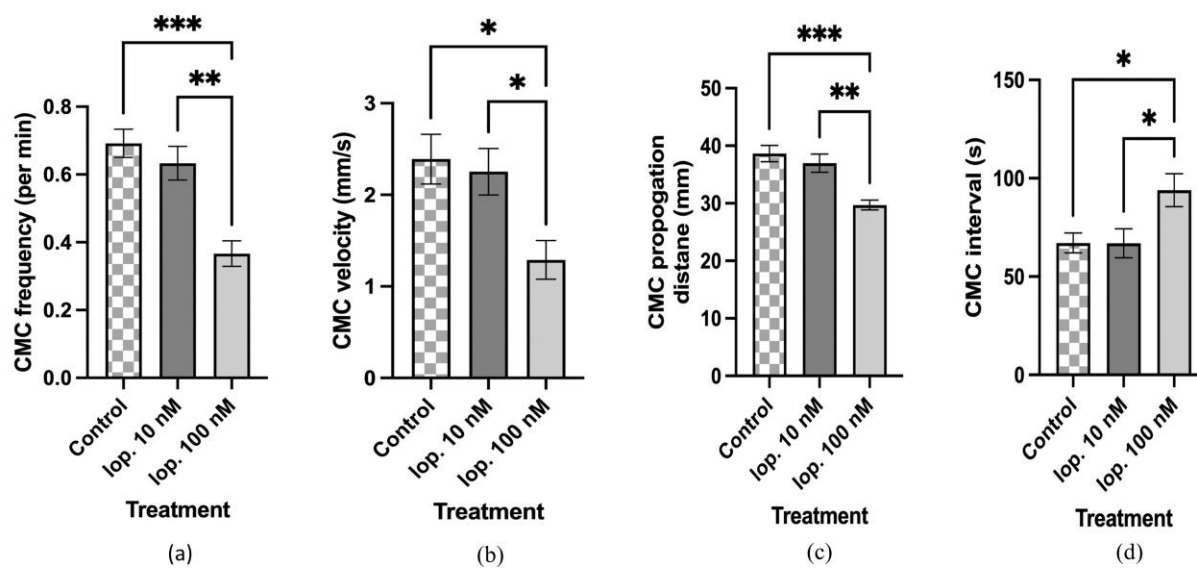 ***
**
CMC frequency (per min)
0.8
0.6
0.4
0.2
0.0
Control
lop. 10 nM
lop. 100 nM
Treatment
(a)
*
*
CMC velocity (mm/s)
3
2
1
0
Control
lop. 10 nM
lop. 100 nM
Treatment
(b)
***
**
CMC propogation
distane (mm)
50
40
30
20
10
0
Control
lop. 10 nM
lop. 100 nM
Treatment
(c)
*
*
CMC interval (s)
150
100
50
0
Control
lop. 10 nM
lop. 100 nM
Treatment
(d)